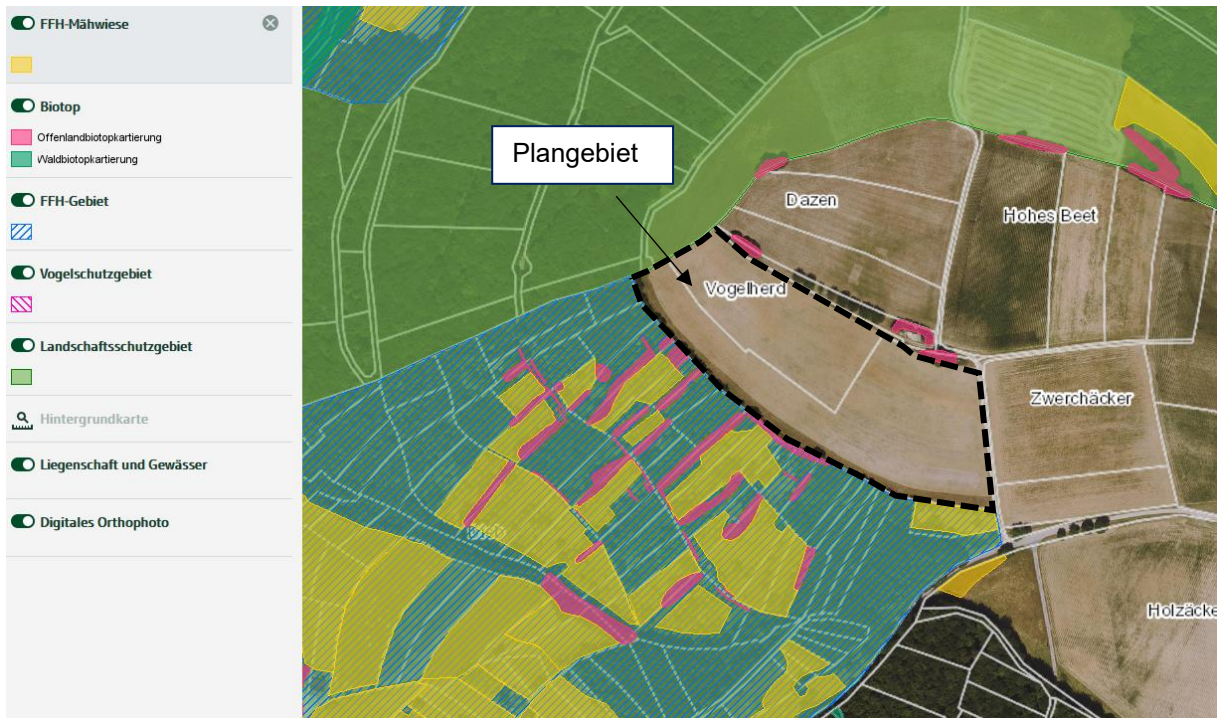 FFH-Mähwiese
Biotop
Offenlandbiotopkartierung
Waldbiotopkartierung
FFH-Gebiet
Vogelschutzgebiet
Landschaftsschutzgebiet
Hintergrundkarte
Liegenschaft und Gewässer
Digitales Orthophoto
Plangebiet
Dazen
Hohes Beet
Vogelherd
Zwerchäcker
Holzäcke